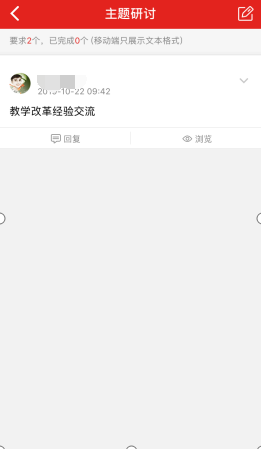 主题研讨
要求2个，已完成0个 (移动端只展示文本格式)
2015-10-22 09:42
教学改革经验交流
回复
浏览